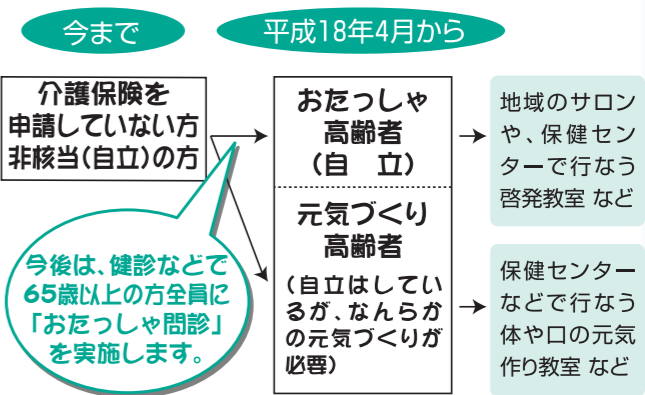 今まで
平成18年4月から
介護保険を
申請していない方
非核当(自立)の方
おたっしゃ
高齢者
(自 立)
地域のサロン
や、保健セン
ターで行なう
啓発教室 など
元気づくり
高齢者
(自立はしてい
るが、なんらか
の元気づくりが
必要)
保健センター
などで行なう
体や口の元気
作り教室 など
今後は、健診などで
65歳以上の方全員に
「おたっしゃ問診」
を実施します。